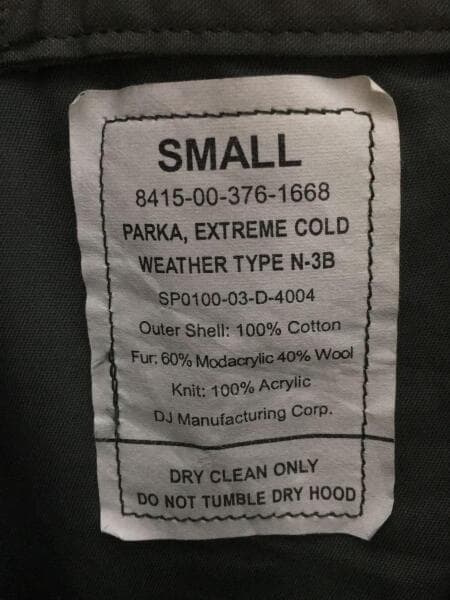 SMALL
8415-00-376-1668
PARKA, EXTREME COLD
WEATHER TYPE N-3B
SP0100-03-D-4004
Outer Shell: 100% Cotton
Fur: 60% Modacrylic 40% Wool
Knit: 100% Acrylic
DJ Manufacturing Corp.
DRY CLEAN ONLY
DO NOT TUMBLE DRY HOOD